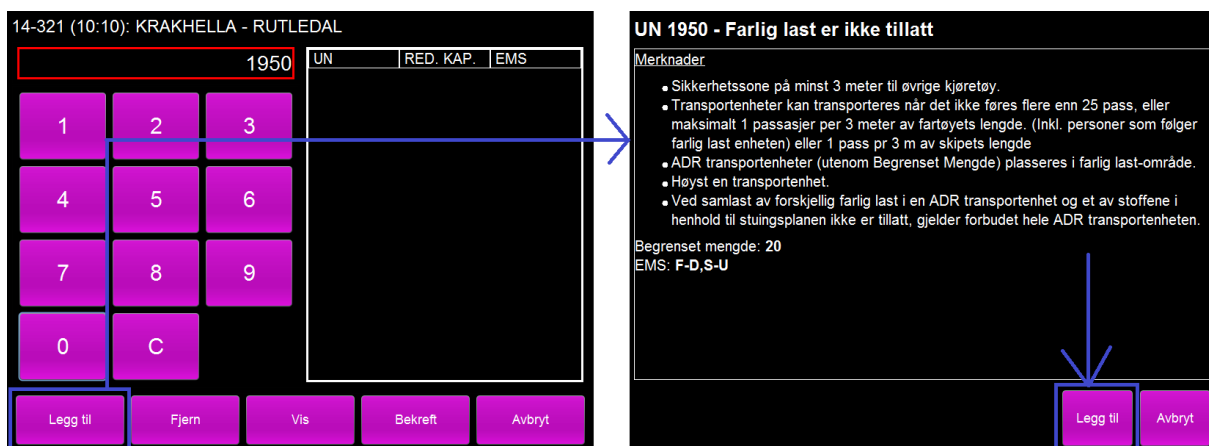 14-321 (10:10): KRAKHELLA - RUTLEDAL
1950
UN RED. KAP. EMS
1 2 3
4 5 6
7 8 9
0 C
Legg til Fjern Vis Bekreft Avbryt
UN 1950 - Farlig last er ikke tillatt
Merknader
Sikkerhetssone på minst 3 meter til øvrige kjøretøy.
Transportenheter kan transporteres når det ikke føres flere enn 25 pass, eller
maksimalt 1 passasjer per 3 meter av fartøyets lengde. (Inkl. personer som følger
farlig last enheten) eller 1 pass pr 3 m av skipets lengde
ADR transportenheter (utenom Begrenset Mengde) plasseres i farlig last-område.
Høyst en transportenhet.
Ved samlast av forskjellig farlig last i en ADR transportenhet og et av stoffene i
henhold til stuingsplanen ikke er tillatt, gjelder forbudet hele ADR transportenheten.
Begrenset mengde: 20
EMS: F-D,S-U
Legg til Avbryt